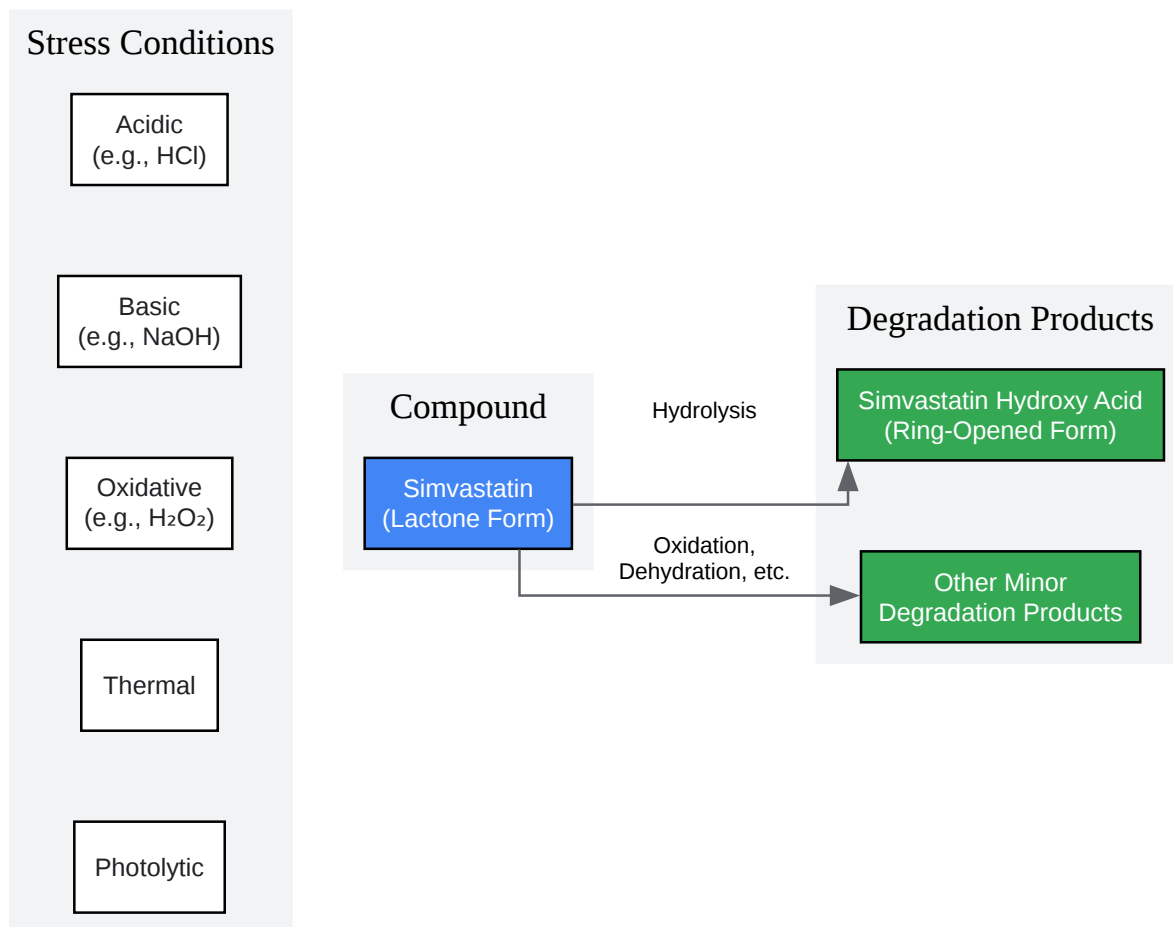 Stress Conditions
Acidic
(e.g., HCl)
Basic
(e.g., NaOH)
Oxidative
(e.g., H₂O₂)
Thermal
Photolytic
Compound
Simvastatin
(Lactone Form)
Hydrolysis
Oxidation,
Dehydration, etc.
Degradation Products
Simvastatin Hydroxy Acid
(Ring-Opened Form)
Other Minor
Degradation Products